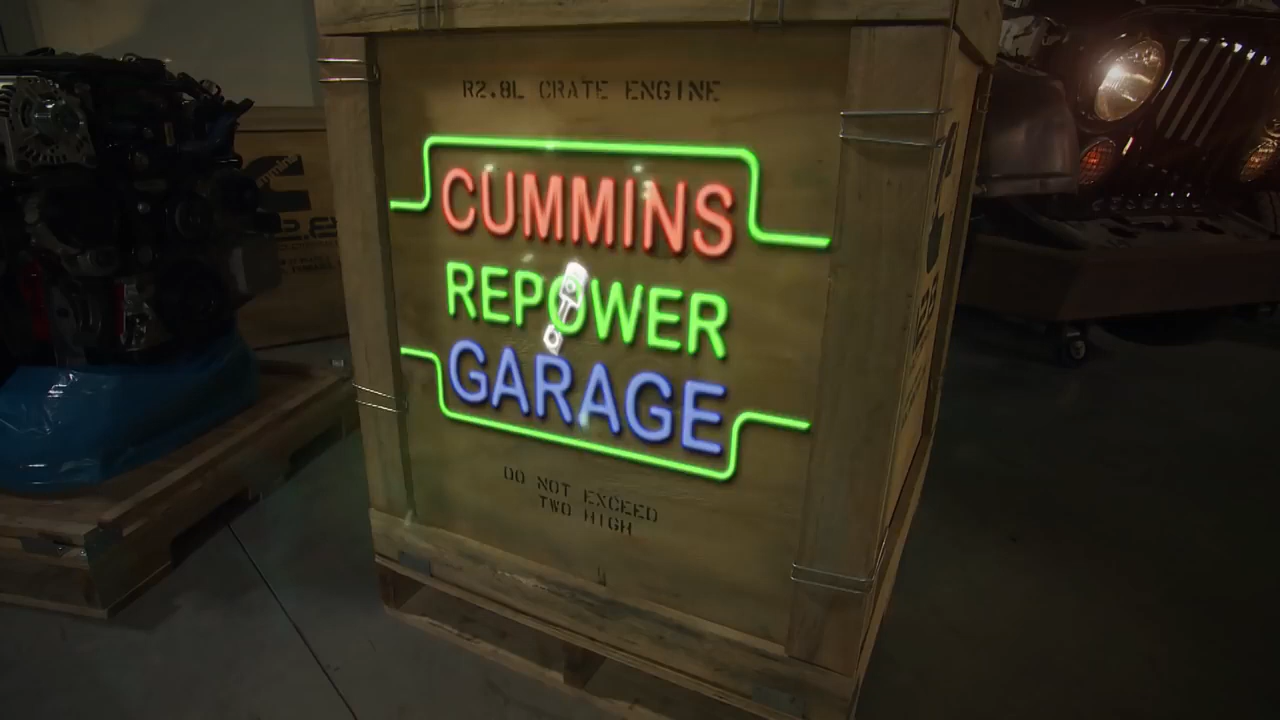 R2.8L CRATE ENGINE
CUMMINS
REPOWER
GARAGE
DO NOT EXCEED
TWO HIGH